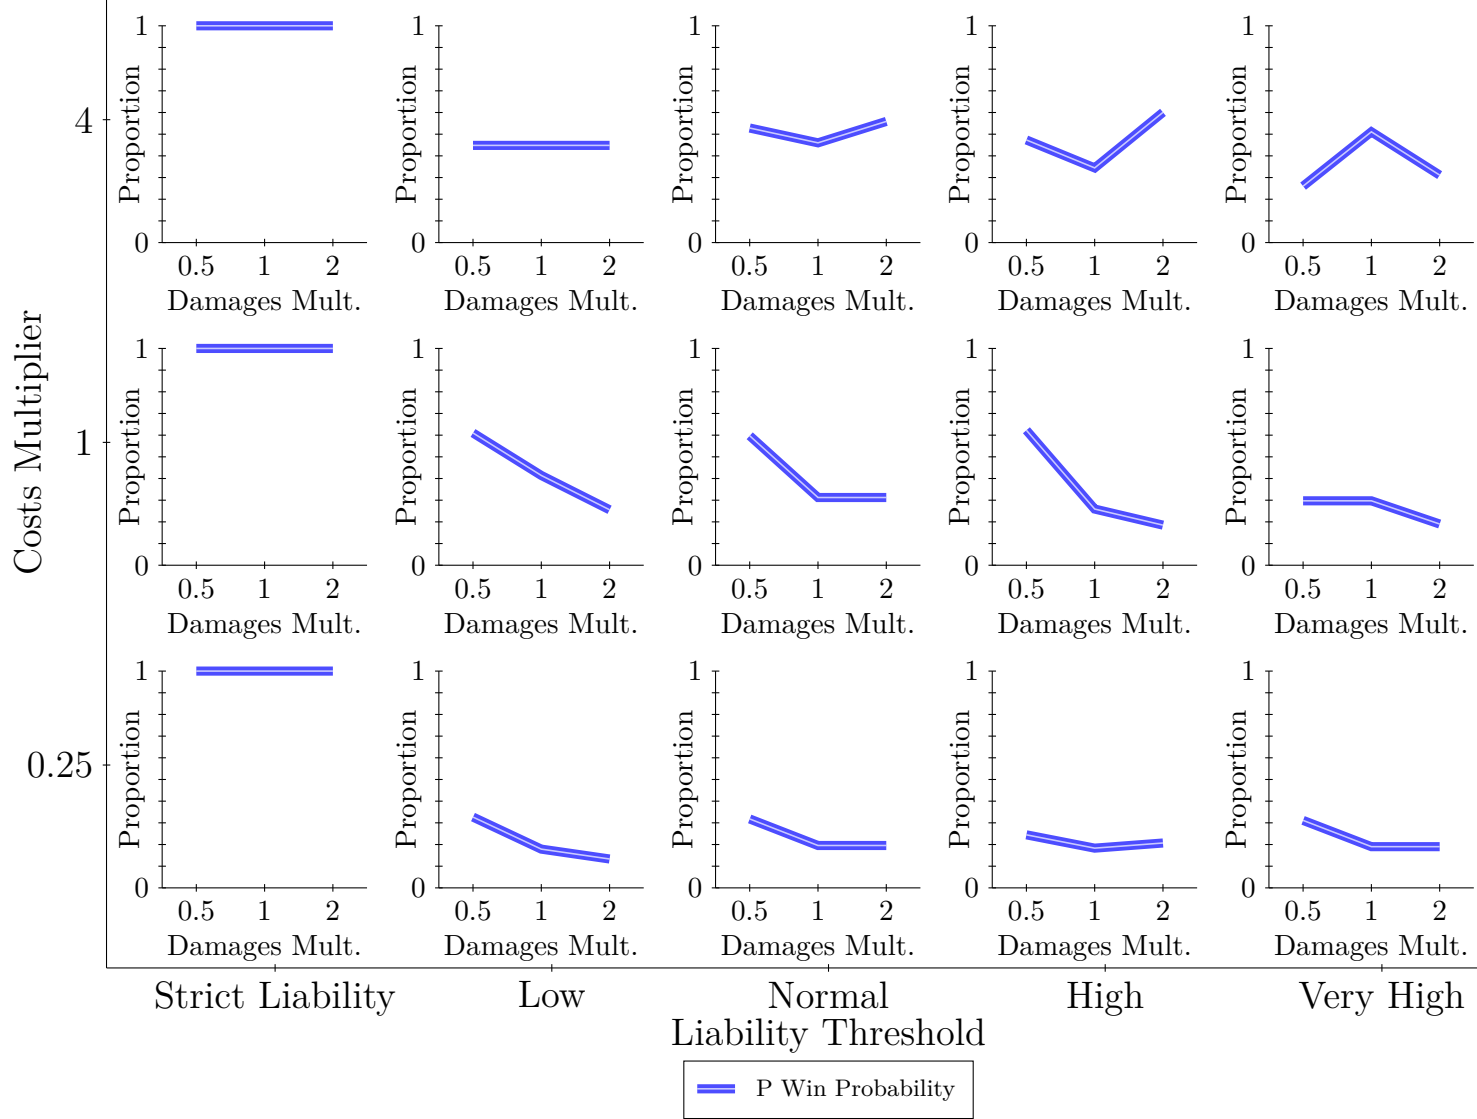 1 1 1 1 1
Proportion Proportion Proportion Proportion Proportion
4
0 0 0 0 0
0.5 1 2 0.5 1 2 0.5 1 2 0.5 1 2 0.5 1 2
Damages Mult. Damages Mult. Damages Mult. Damages Mult. Damages Mult.
Costs Multiplier
1 1 1 1 1
Proportion Proportion Proportion Proportion Proportion
1
0 0 0 0 0
0.5 1 2 0.5 1 2 0.5 1 2 0.5 1 2 0.5 1 2
Damages Mult. Damages Mult. Damages Mult. Damages Mult. Damages Mult.
1 1 1 1 1
Proportion Proportion Proportion Proportion Proportion
0.25
0 0 0 0 0
0.5 1 2 0.5 1 2 0.5 1 2 0.5 1 2 0.5 1 2
Damages Mult. Damages Mult. Damages Mult. Damages Mult. Damages Mult.
Strict Liability Low Normal High Very High
Liability Threshold
P Win Probability